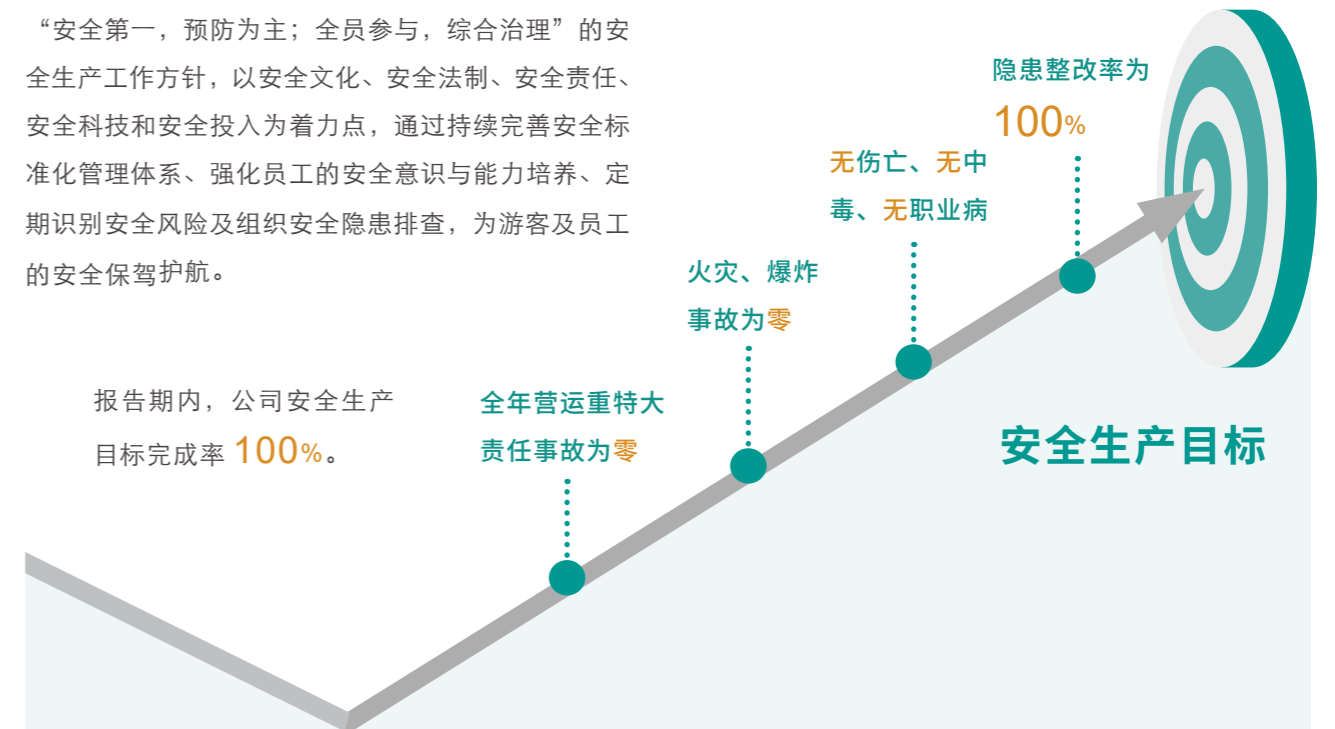 “安全第一，预防为主；全员参与，综合治理”的安
全生产工作方针，以安全文化、安全法制、安全责任、
安全科技和安全投入为着力点，通过持续完善安全标
准化管理体系、强化员工的安全意识与能力培养、定
期识别安全风险及组织安全隐患排查，为游客及员工
的安全保驾护航。
报告期内，公司安全生产
目标完成率 100%。
全年营运重特大
责任事故为零
火灾、爆炸
事故为零
无伤亡、无中
毒、无职业病
隐患整改率为
100%
安全生产目标